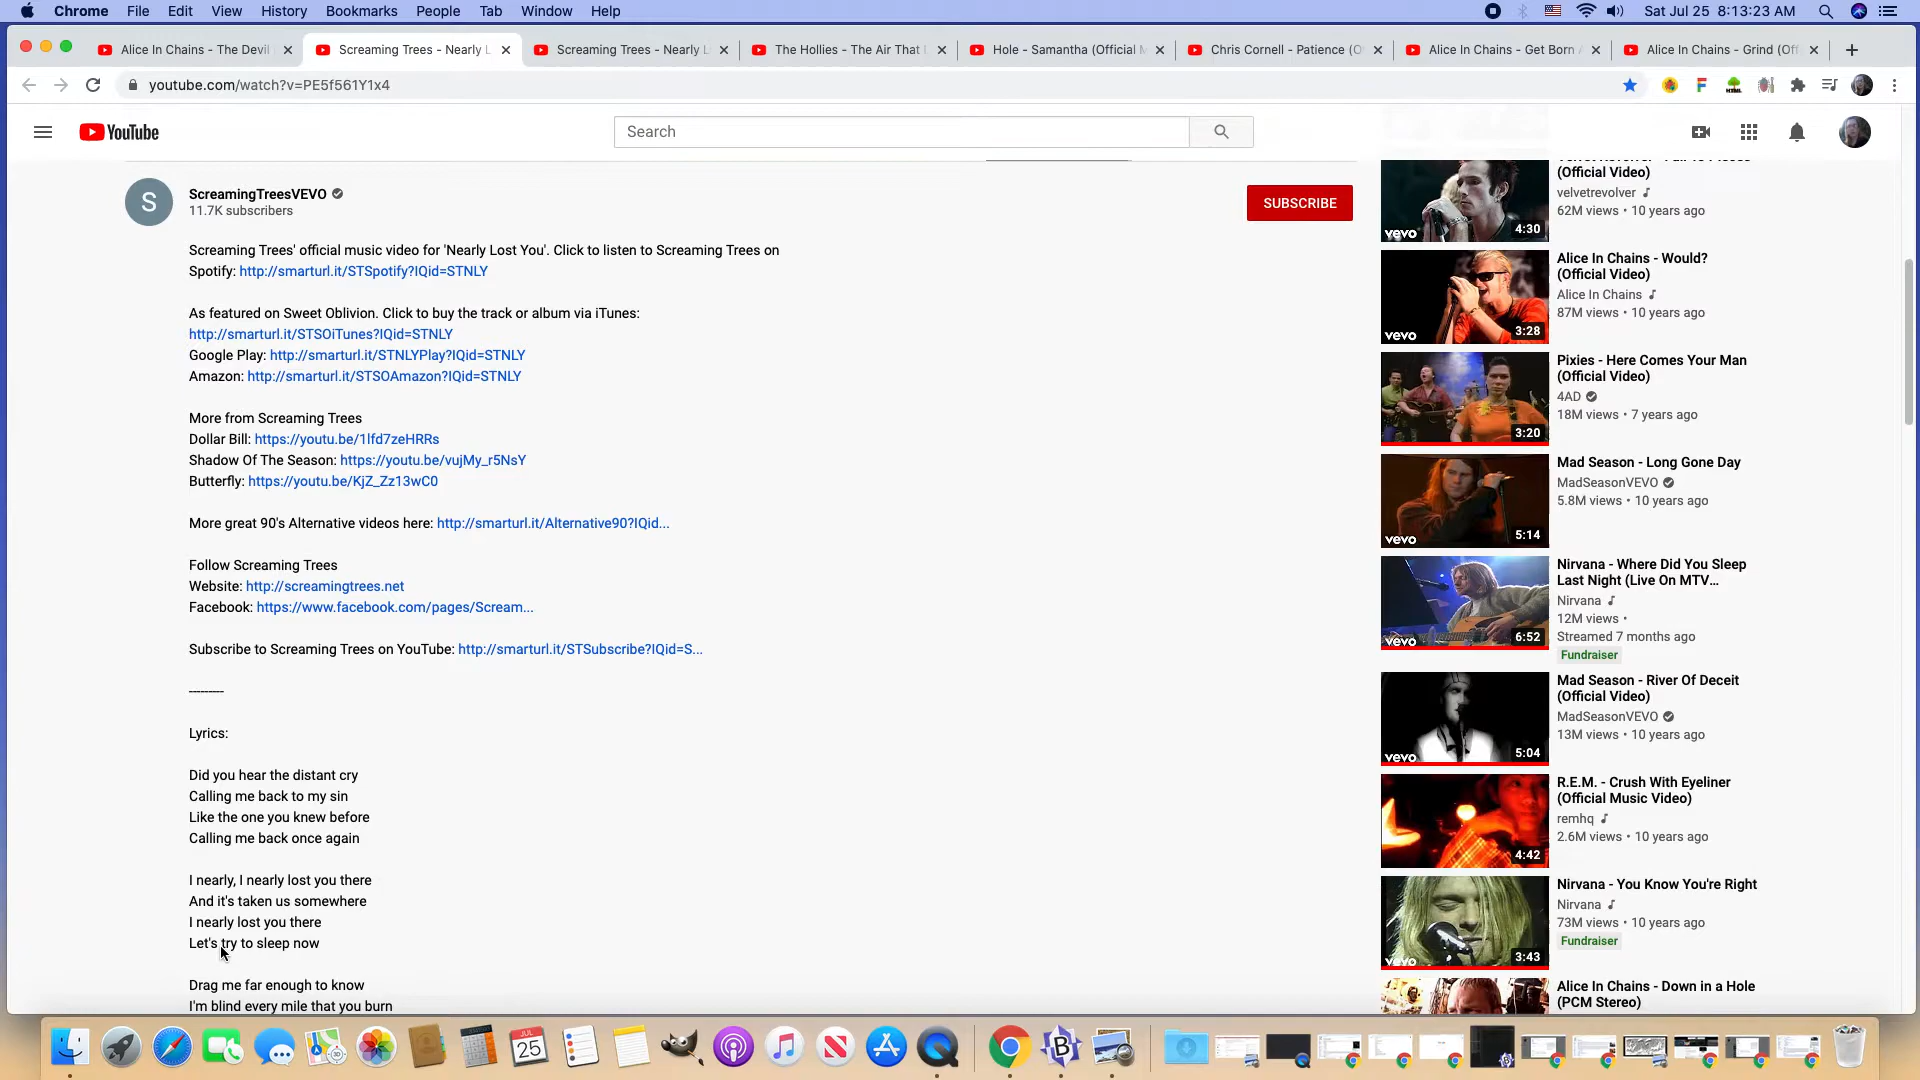 Chrome File Edit View History Bookmarks People Tab Window Help Sat Jul 25 8:13:23 AM
Alice In Chains - The Devil
Screaming Trees - Nearly L
Screaming Trees - Nearly L
The Hollies - The Air That
Hole - Samantha (Official M
Chris Cornell - Patience (O
Alice In Chains - Get Born A
Alice In Chains - Grind (Off
youtube.com/watch?v=PE5f561Y1x4
YouTube
Search
S
ScreamingTreesVEVO
11.7K subscribers
SUBSCRIBE
Screaming Trees' official music video for 'Nearly Lost You'. Click to listen to Screaming Trees on
Spotify: http://smarturl.it/STSpotify?IQid=STNLY
As featured on Sweet Oblivion. Click to buy the track or album via iTunes:
http://smarturl.it/STSOiTunes?IQid=STNLY
Google Play: http://smarturl.it/STNLYPlay?IQid=STNLY
Amazon: http://smarturl.it/STSOAmazon?IQid=STNLY
More from Screaming Trees
Dollar Bill: https://youtu.be/1lfd7zeHRRs
Shadow Of The Season: https://youtu.be/vujMy_r5NsY
Butterfly: https://youtu.be/KjZ_Zz13wC0
More great 90's Alternative videos here: http://smarturl.it/Alternative90?IQid...
Follow Screaming Trees
Website: http://screamingtrees.net
Facebook: https://www.facebook.com/pages/Scream...
Subscribe to Screaming Trees on YouTube: http://smarturl.it/STSubscribe?IQid=S...
---------
Lyrics:
Did you hear the distant cry
Calling me back to my sin
Like the one you knew before
Calling me back once again
I nearly, I nearly lost you there
And it's taken us somewhere
I nearly lost you there
Let's try to sleep now
Drag me far enough to know
I'm blind every mile that you burn
(Official Video)
velvetrevolver
62M views • 10 years ago
vevo
4:30
Alice In Chains - Would?
(Official Video)
Alice In Chains
87M views • 10 years ago
vevo
3:28
Pixies - Here Comes Your Man
(Official Video)
4AD
18M views • 7 years ago
3:20
Mad Season - Long Gone Day
MadSeasonVEVO
5.8M views • 10 years ago
vevo
5:14
Nirvana - Where Did You Sleep
Last Night (Live On MTV...
Nirvana
12M views •
Streamed 7 months ago
Fundraiser
vevo
6:52
Mad Season - River Of Deceit
(Official Video)
MadSeasonVEVO
13M views • 10 years ago
vevo
5:04
R.E.M. - Crush With Eyeliner
(Official Music Video)
remhq
2.6M views • 10 years ago
4:42
Nirvana - You Know You're Right
Nirvana
73M views • 10 years ago
Fundraiser
vevo
3:43
Alice In Chains - Down in a Hole
(PCM Stereo)
JUL
25